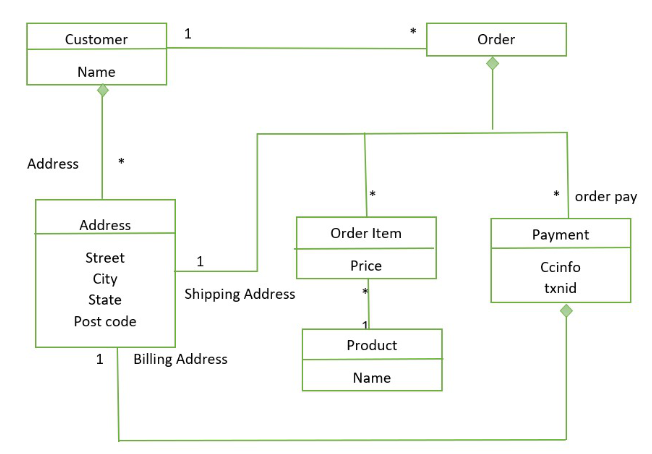 Customer
Name
1
*
Order
Address
*
Address
Street
City
State
Post code
1
Shipping Address
*
Order Item
Price
*
order pay
Payment
Ccinfo
txnid
*
1
Product
Name
1
Billing Address